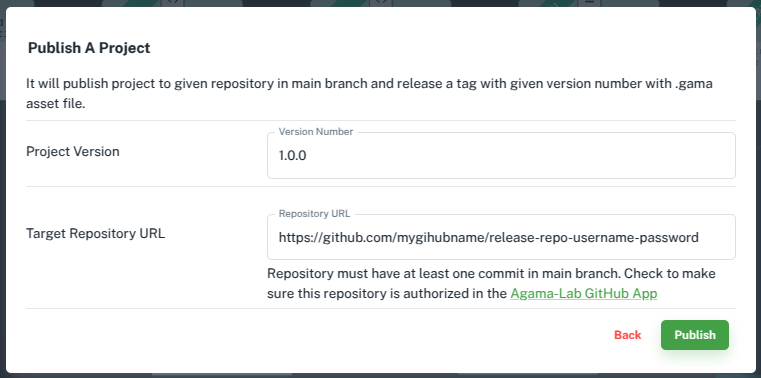 Publish A Project
It will publish project to given repository in main branch and release a tag with given version number with .gama
asset file.
Version Number
Project Version
1.0.0
Repository URL
Target Repository URL
https://github.com/mygihubname/release-repo-username-password
Repository must have at least one commit in main branch. Check to make
sure this repository is authorized in the Agama-Lab GitHub App
Back
Publish